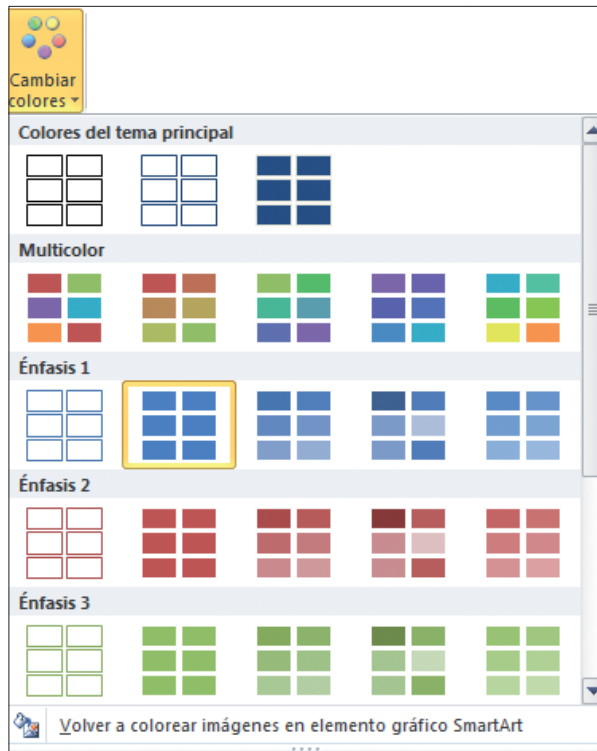 Cambiar
colores
Colores del tema principal
Multicolor
Énfasis 1
Énfasis 2
Énfasis 3
Volver a colorear imágenes en elemento gráfico SmartArt